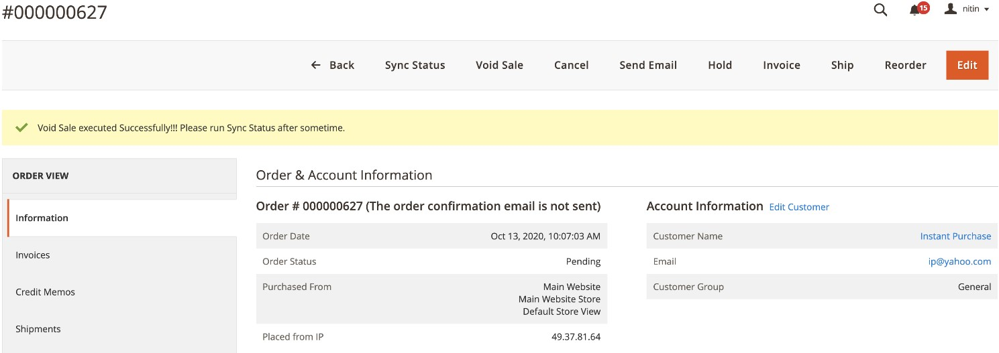 #000000627
15
nitin
Back Sync Status Void Sale Cancel Send Email Hold Invoice Ship Reorder Edit
Void Sale executed Successfully!!! Please run Sync Status after sometime.
ORDER VIEW
Information
Invoices
Credit Memos
Shipments
Order & Account Information
Order # 000000627 (The order confirmation email is not sent)
Order Date Oct 13, 2020, 10:07:03 AM
Order Status Pending
Purchased From Main Website
Main Website Store
Default Store View
Placed from IP 49.37.81.64
Account Information Edit Customer
Customer Name Instant Purchase
Email ip@yahoo.com
Customer Group General